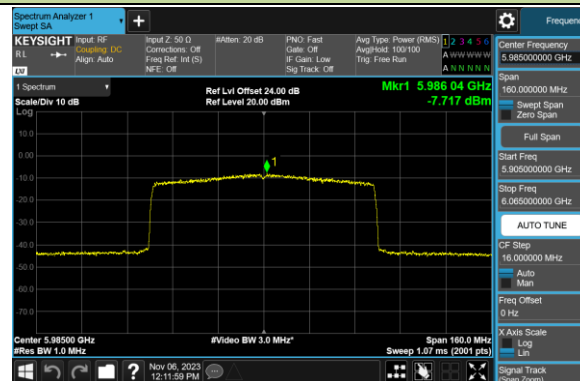 Spectrum Analyzer 1
Swept SA
Frequen
KEYSIGHT
RL
LXI
Input: RF
Coupling: DC
Align: Auto
Input Z: 50 Ω
Corrections: Off
Freq Ref: Int (S)
NFE: Off
#Atten: 20 dB
PNO: Fast
Gate: Off
IF Gain: Low
Sig Track: Off
Avg Type: Power (RMS)
Avg|Hold: 100/100
Trig: Free Run
1 2 3 4 5 6
A W W W W W
A N N N N N
1 Spectrum
Scale/Div 10 dB
Log
Ref Lvl Offset 24.00 dB
Ref Level 20.00 dBm
Mkr1 5.986 04 GHz
-7.717 dBm
10.0
0.00
-10.0
-20.0
-30.0
-40.0
-50.0
-60.0
-70.0
1
Center 5.98500 GHz
#Res BW 1.0 MHz
#Video BW 3.0 MHz*
Span 160.0 MHz
Sweep 1.07 ms (2001 pts)
Center Frequency
5.985000000 GHz
Span
160.000000 MHz
Swept Span
Zero Span
Full Span
Start Freq
5.905000000 GHz
Stop Freq
6.065000000 GHz
AUTO TUNE
CF Step
16.000000 MHz
Auto
Man
Freq Offset
0 Hz
X Axis Scale
Log
Lin
Signal Track
(Span Zoom)
Nov 06, 2023
12:11:59 PM